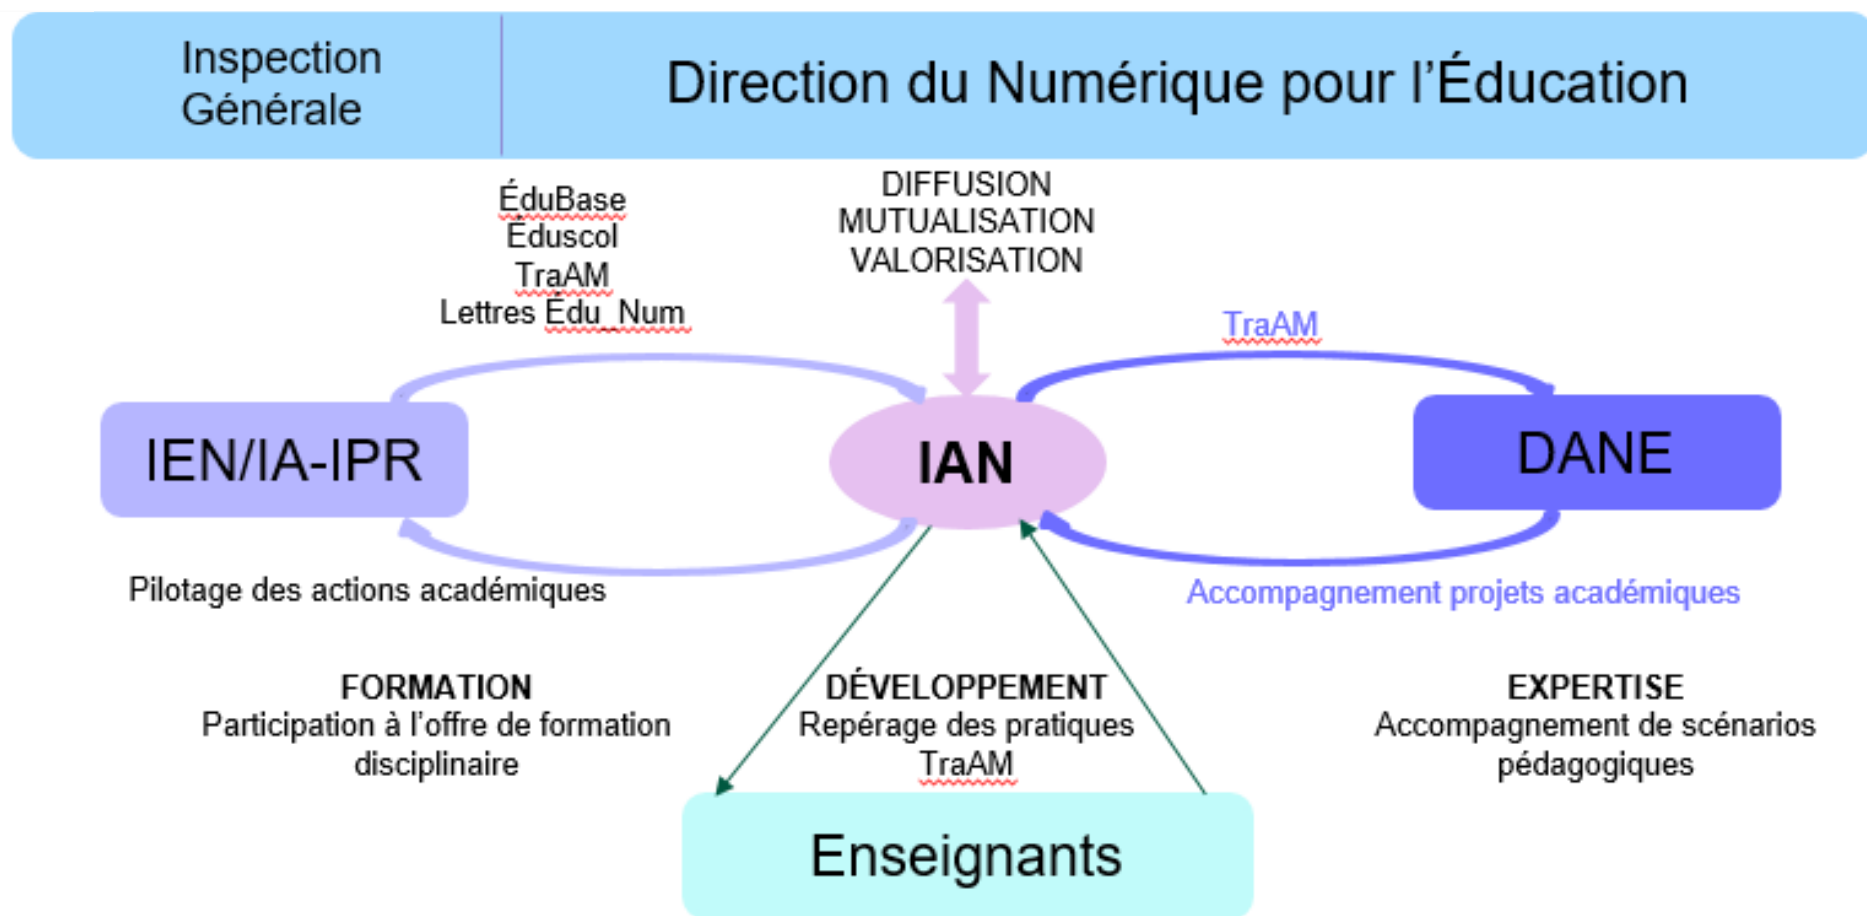 Inspection
Générale
Direction du Numérique pour l'Éducation
ÉduBase
Éduscol
TraAM
Lettres Édu_Num
DIFFUSION
MUTUALISATION
VALORISATION
TraAM
IEN/IA-IPR
IAN
DANE
Pilotage des actions académiques
Accompagnement projets académiques
FORMATION
Participation à l'offre de formation
disciplinaire
DÉVELOPPEMENT
Repérage des pratiques
TraAM
EXPERTISE
Accompagnement de scénarios
pédagogiques
Enseignants